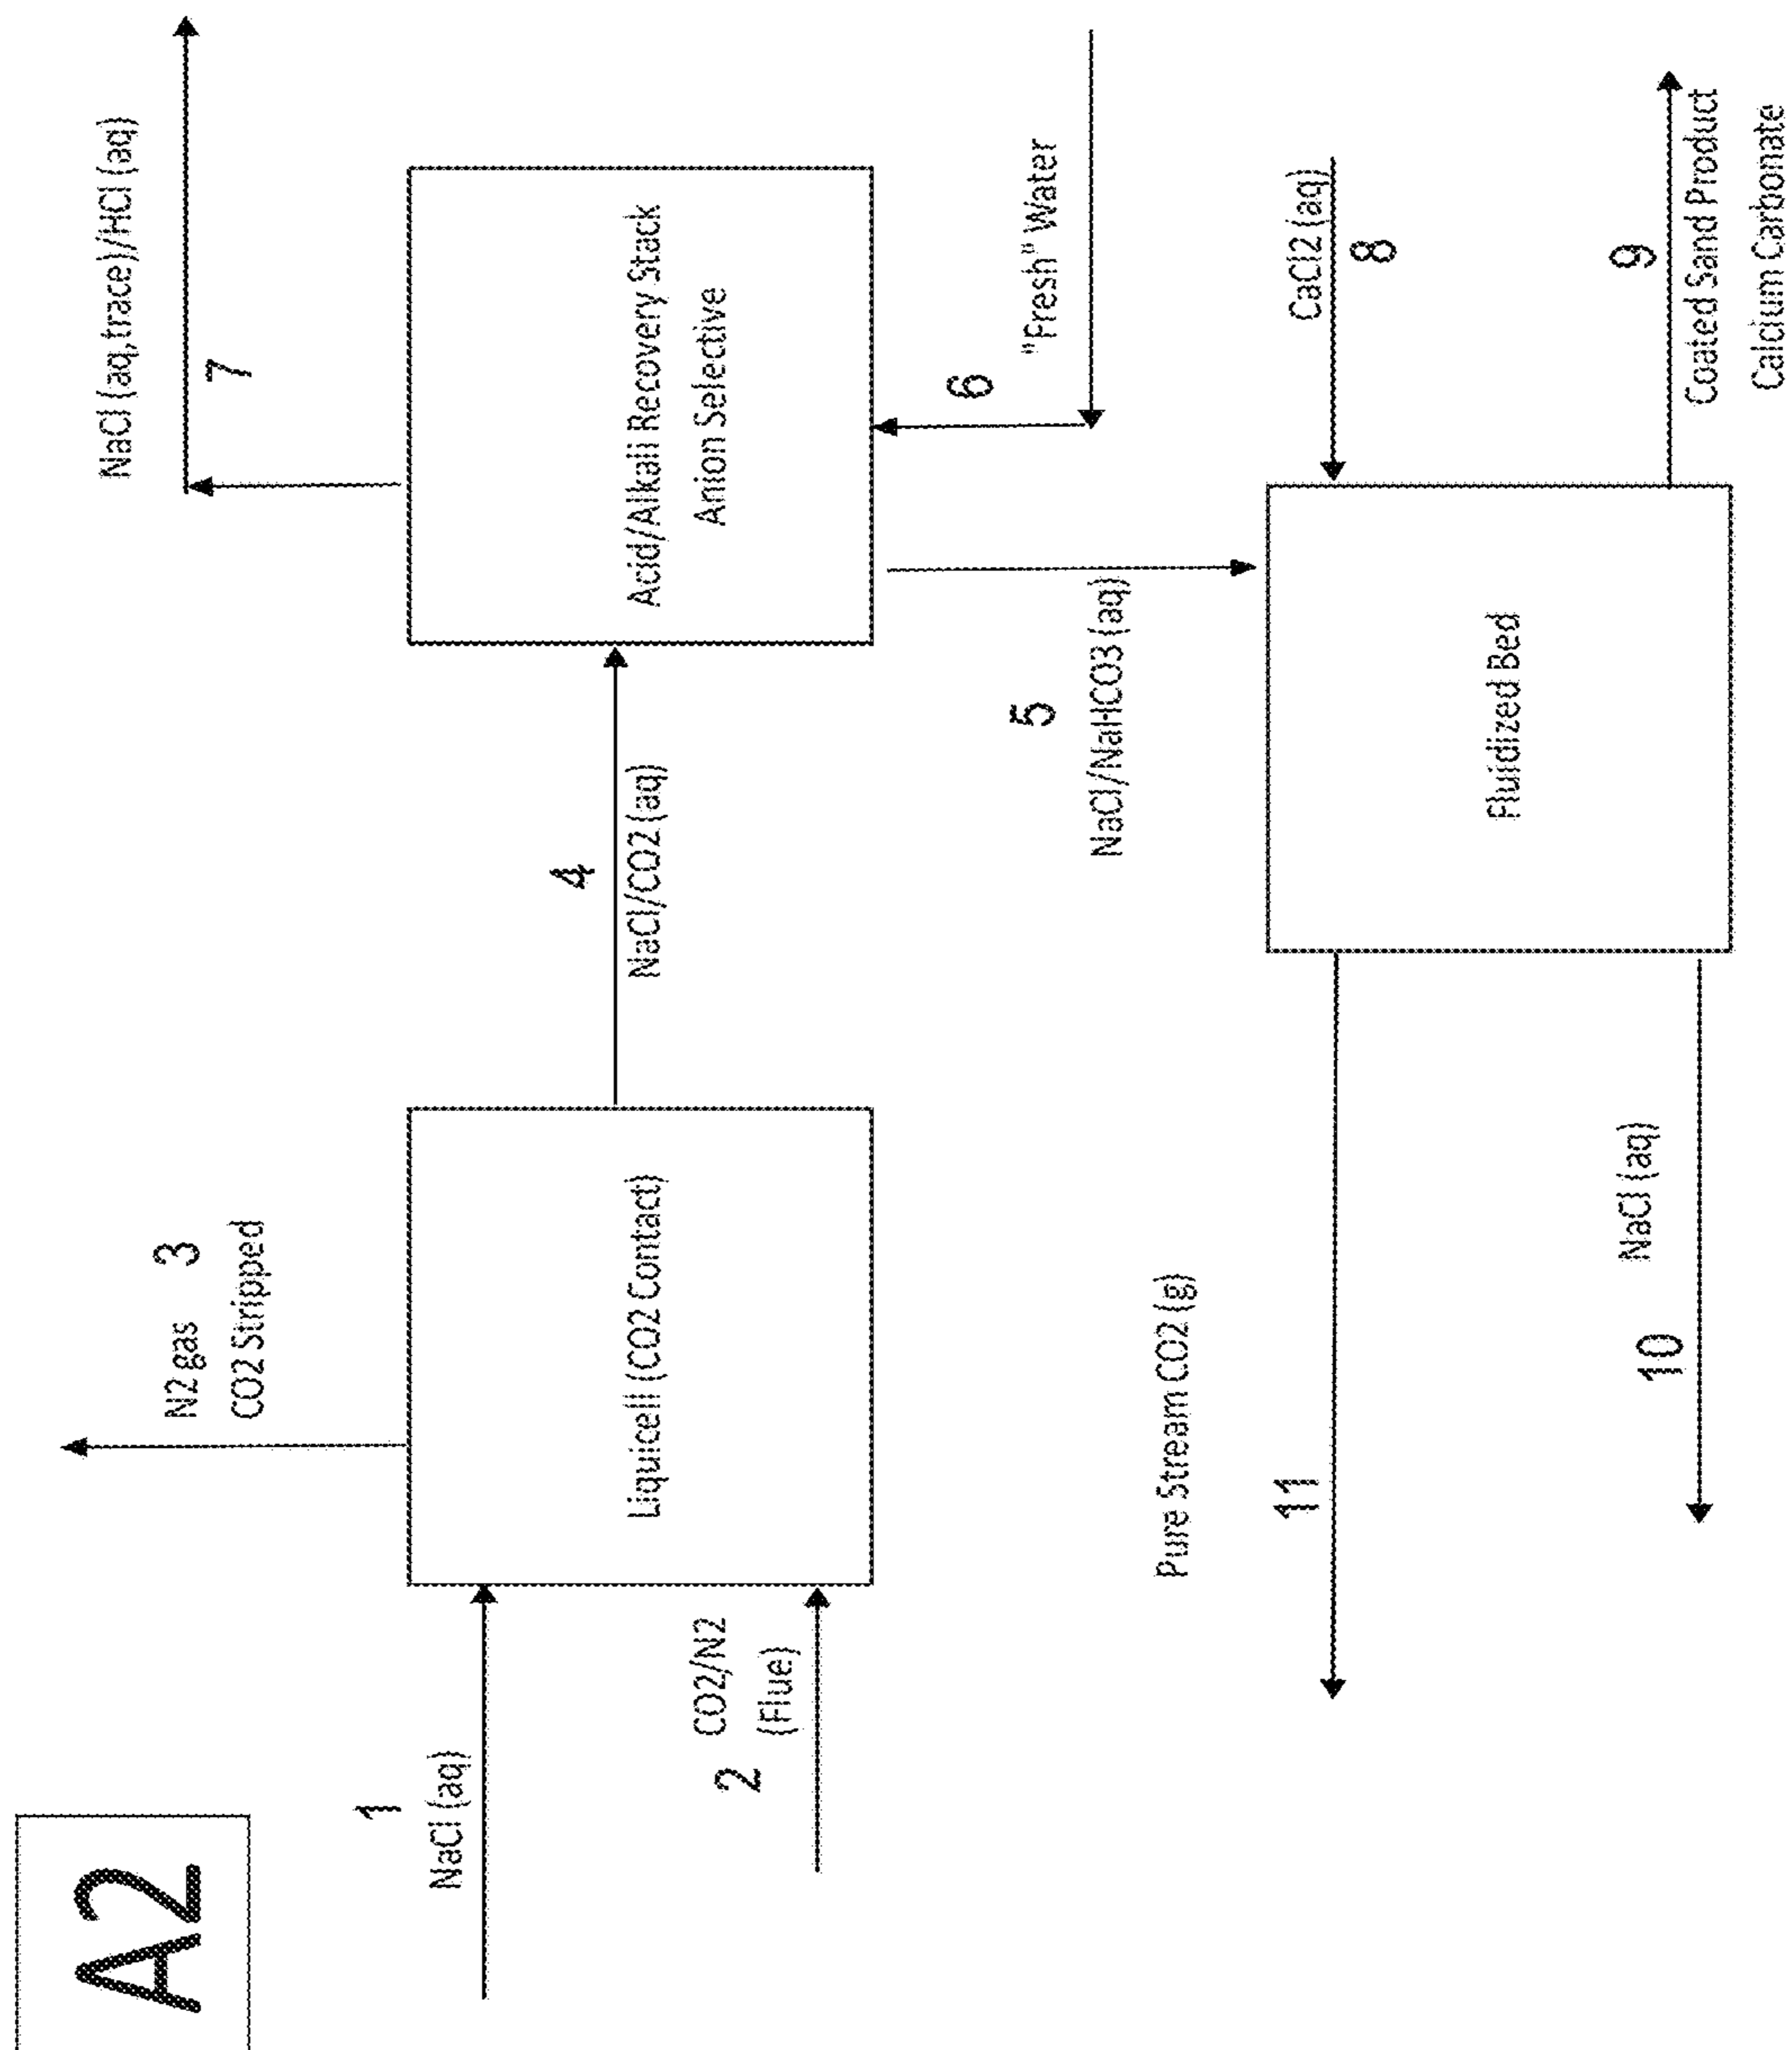 A2
N2 gas
3
CO2 Stripped
NaCl (aq,trace)/HCl (aq)
7
1
NaCl (aq)
2
CO2/N2
(Flue)
Liquicell (CO2 Contact)
4
NaCl/CO2 (aq)
Acid/Alkali Recovery Stack
Anion Selective
5
NaCl/NaHCO3 (aq)
6
"Fresh" Water
Pure Stream CO2 (g)
11
Fluidized Bed
CaCl2 (aq)
8
NaCl (aq)
10
9
Coated Sand Product
Calcium Carbonate